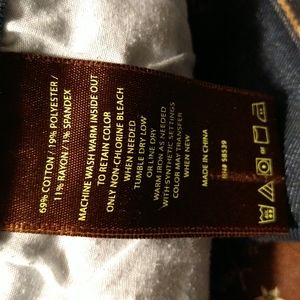 69% COTTON / 19% POLYESTER /
11% RAYON / 1% SPANDEX
MACHINE WASH WARM INSIDE OUT
TO RETAIN COLOR
ONLY NON-CHLORINE BLEACH
WHEN NEEDED
TUMBLE DRY LOW
OR LINE DRY
WARM IRON AS NEEDED
WITH SYNTHETIC SETTINGS
COLOR MAY TRANSFER
WHEN NEW
MADE IN CHINA
RN# 58339